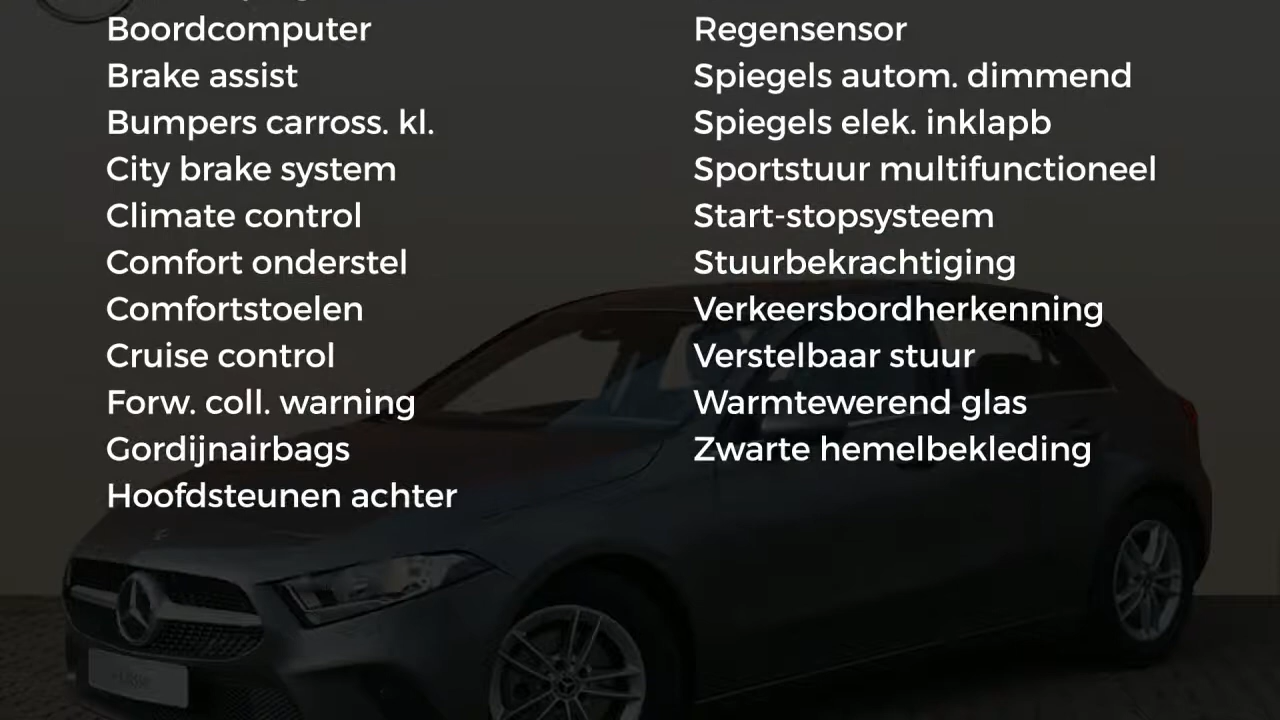 Boordcomputer
Brake assist
Bumpers carross. kl.
City brake system
Climate control
Comfort onderstel
Comfortstoelen
Cruise control
Forw. coll. warning
Gordijnairbags
Hoofdsteunen achter
Regensensor
Spiegels autom. dimmend
Spiegels elek. inklapb
Sportstuur multifunctioneel
Start-stopsysteem
Stuurbekrachtiging
Verkeersbordherkenning
Verstelbaar stuur
Warmtewerend glas
Zwarte hemelbekleding